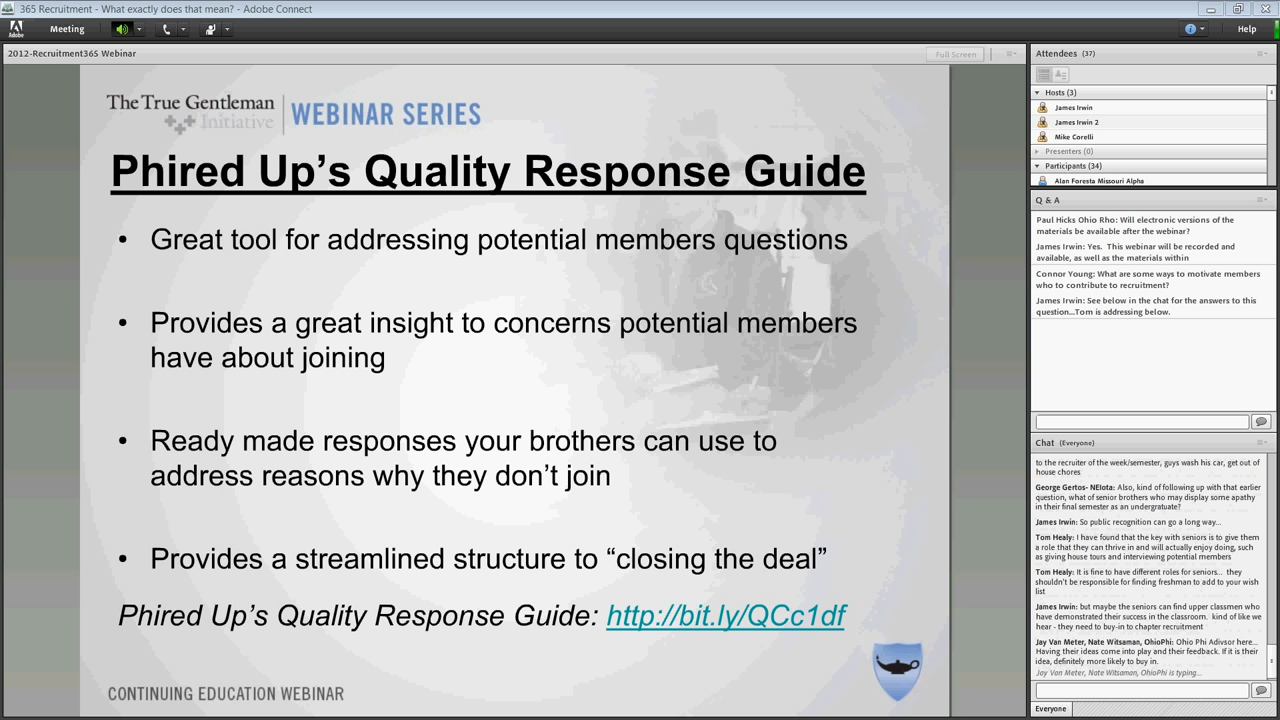 365 Recruitment - What exactly does that mean? - Adobe Connect
Adobe
Meeting
Help
2012-Recruitment365 Webinar
Full Screen
The True Gentleman
Initiative
WEBINAR SERIES
Phired Up’s Quality Response Guide
• Great tool for addressing potential members questions
• Provides a great insight to concerns potential members
have about joining
• Ready made responses your brothers can use to
address reasons why they don’t join
• Provides a streamlined structure to “closing the deal”
Phired Up’s Quality Response Guide: http://bit.ly/QCc1df
CONTINUING EDUCATION WEBINAR
Attendees (37)
Hosts (3)
James Irwin
James Irwin 2
Mike Corelli
Presenters (0)
Participants (34)
Alan Foresta Missouri Alpha
Q & A
Paul Hicks Ohio Rho: Will electronic versions of the
materials be available after the webinar?
James Irwin: Yes. This webinar will be recorded and
available, as well as the materials within
Connor Young: What are some ways to motivate members
who to contribute to recruitment?
James Irwin: See below in the chat for the answers to this
question...Tom is addressing below.
Chat (Everyone)
to the recruiter of the week/semester, guys wash his car, get out of
house chores
George Gertos- NEIota: Also, kind of following up with that earlier
question, what of senior brothers who may display some apathy
in their final semester as an undergratuate?
James Irwin: So public recognition can go a long way...
Tom Healy: I have found that the key with seniors is to give them
a role that they can thrive in and will actually enjoy doing, such
as giving house tours and interviewing potential members
Tom Healy: It is fine to have different roles for seniors... they
shouldn't be responsible for finding freshman to add to your wish
list
James Irwin: but maybe the seniors can find upper classmen who
have demonstrated their success in the classroom. kind of like we
hear - they need to buy-in to chapter recruitment
Jay Van Meter, Nate Witsaman, OhioPhi: Ohio Phi Adivsor here...
Having their ideas come into play and their feedback. If it is their
idea, definitely more likely to buy in.
Jay Van Meter, Nate Witsaman, OhioPhi is typing...
Everyone